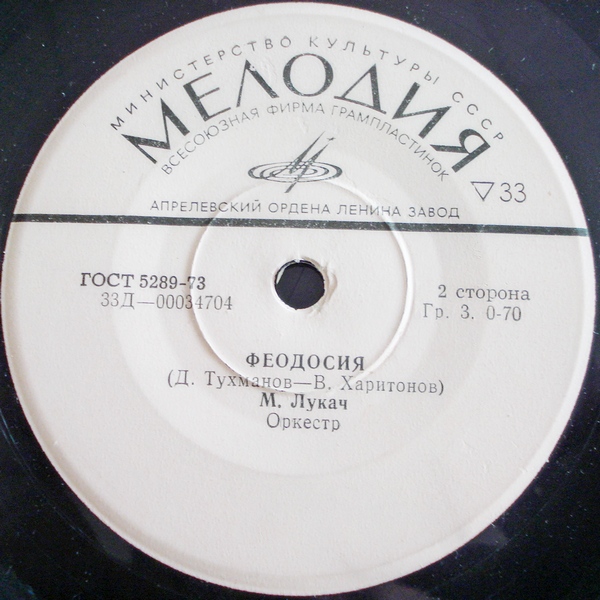 МИНИСТЕРСТВО КУЛЬТУРЫ СССР
МЕЛОДИЯ
ВСЕСОЮЗНАЯ ФИРМА ГРАМПЛАСТИНОК
33
АПРЕЛЕВСКИЙ ОРДЕНА ЛЕНИНА ЗАВОД
ГОСТ 5289-73
33Д—00034704
2 сторона
Гр. 3. 0-70
ФЕОДОСИЯ
(Д. Тухманов—В. Харитонов)
М. Лукач
Оркестр